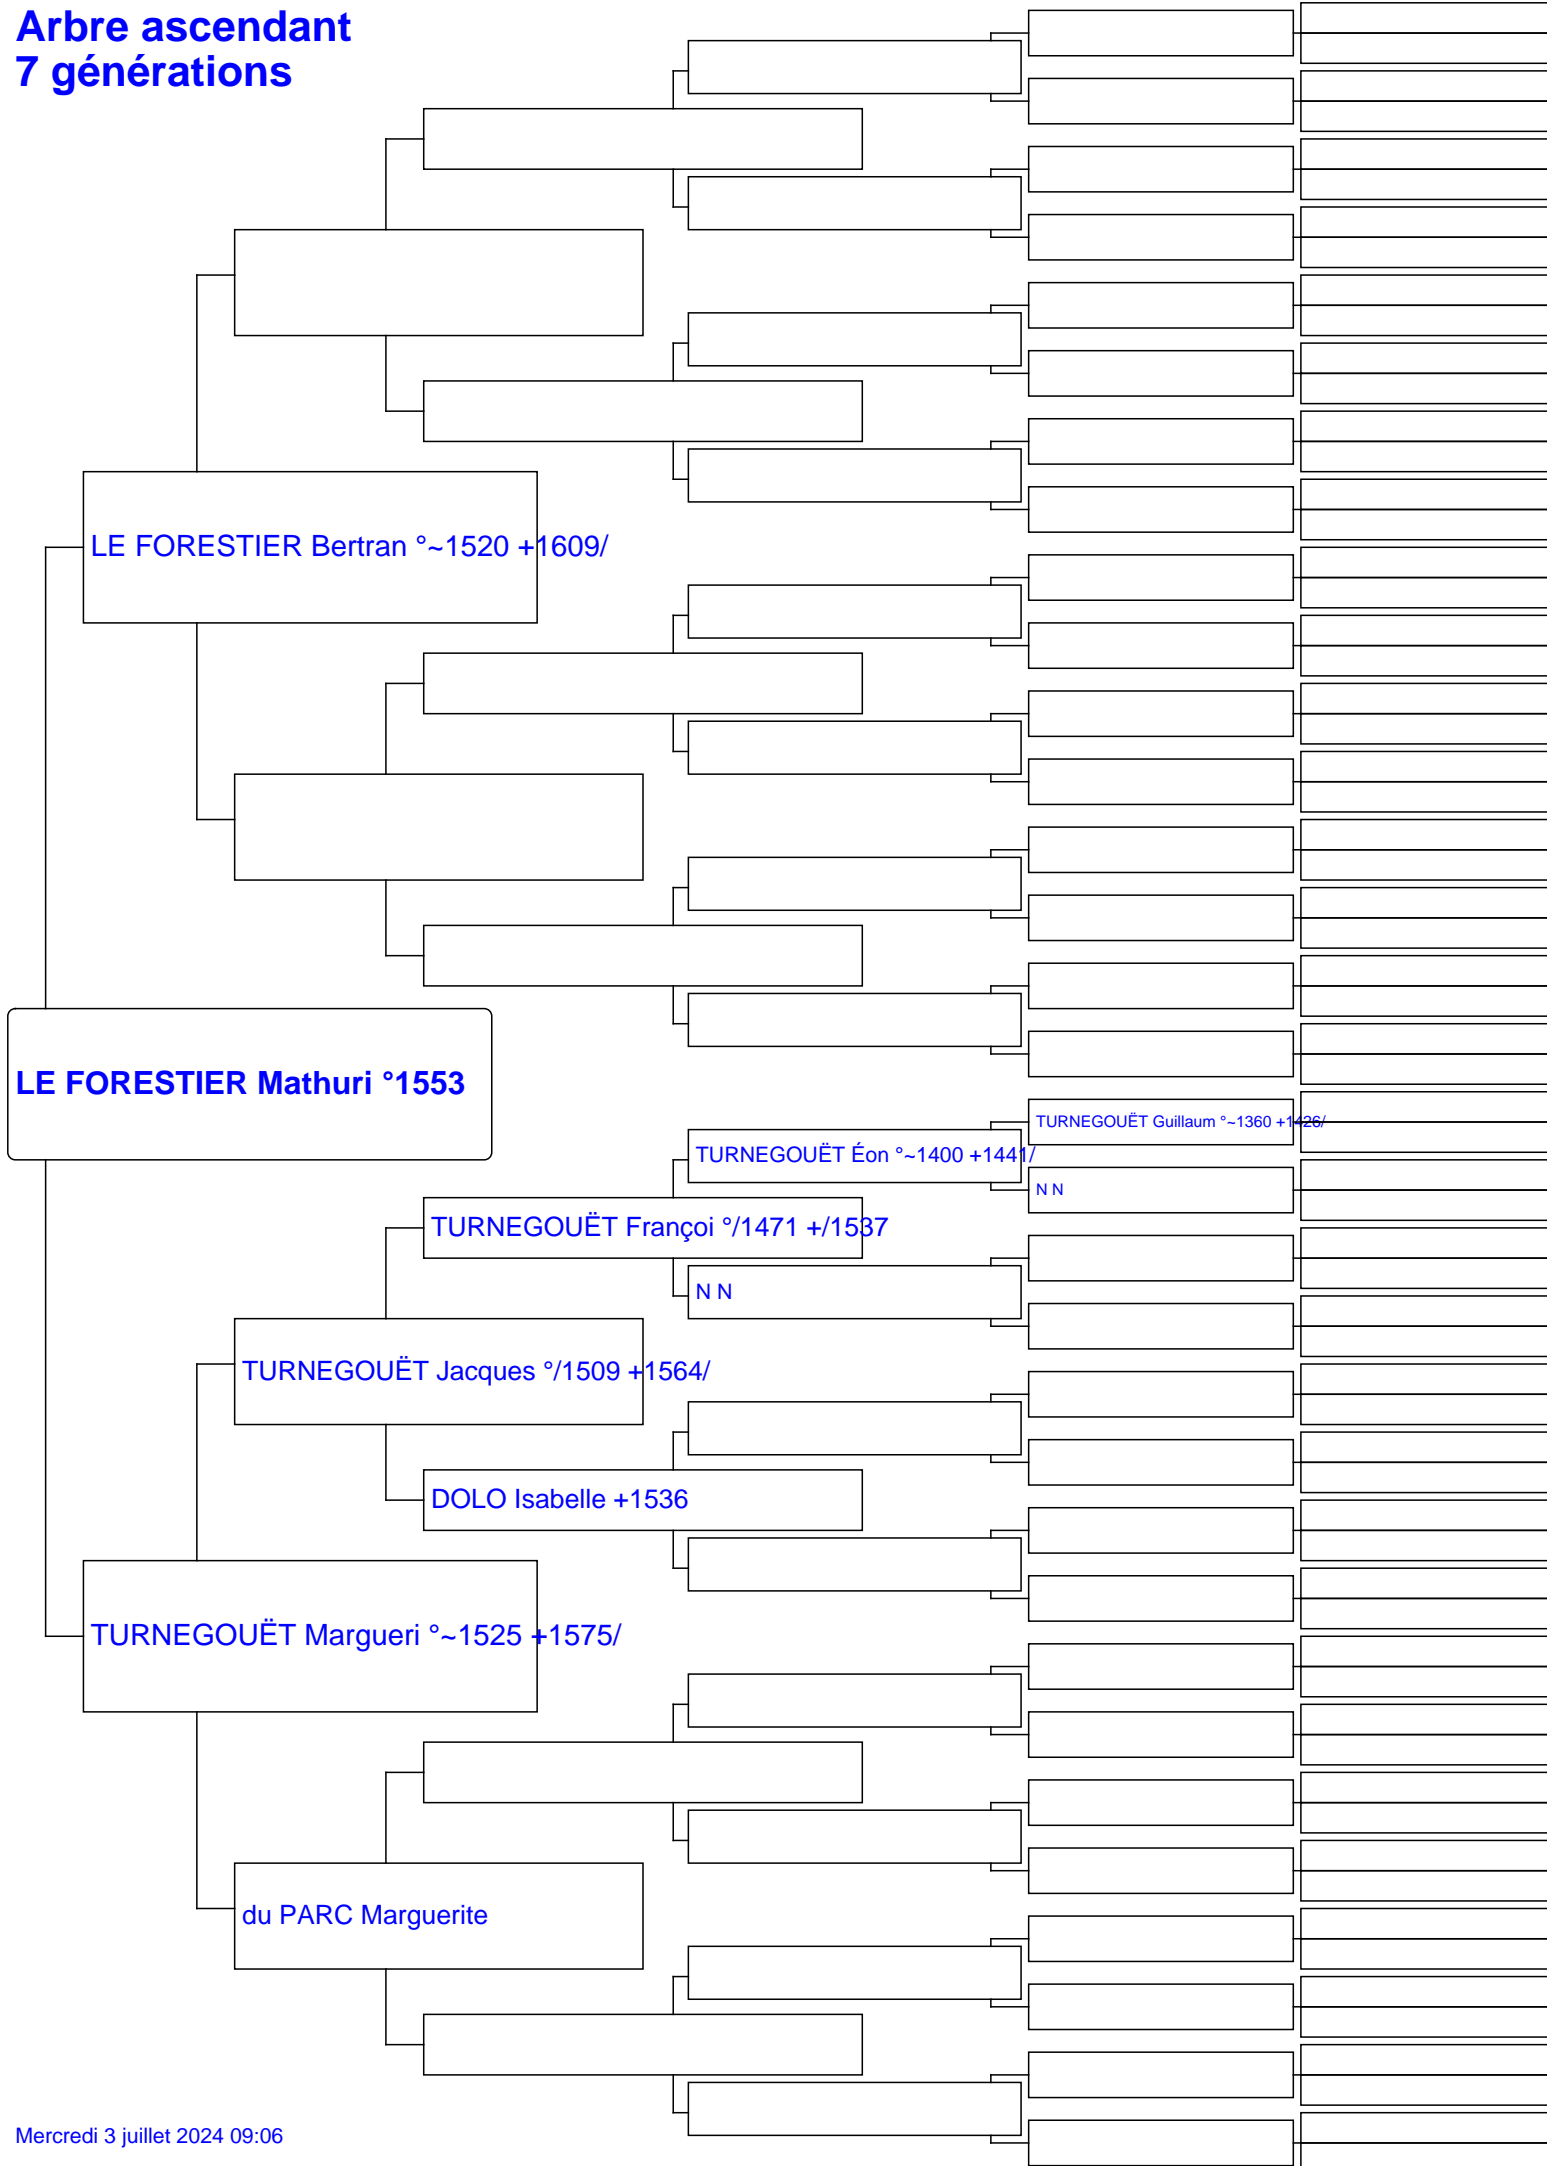 Arbre ascendant
7 générations
LE FORESTIER Bertran °~1520 +1609/
LE FORESTIER Mathuri °1553
TURNEGOUËT Guillaum °~1360 +1426/
TURNEGOUËT Éon °~1400 +1441/
N N
TURNEGOUËT Françoi °/1471 +/1537
N N
TURNEGOUËT Jacques °/1509 +1564/
DOLO Isabelle +1536
TURNEGOUËT Margueri °~1525 +1575/
du PARC Marguerite
Mercredi 3 juillet 2024 09:06